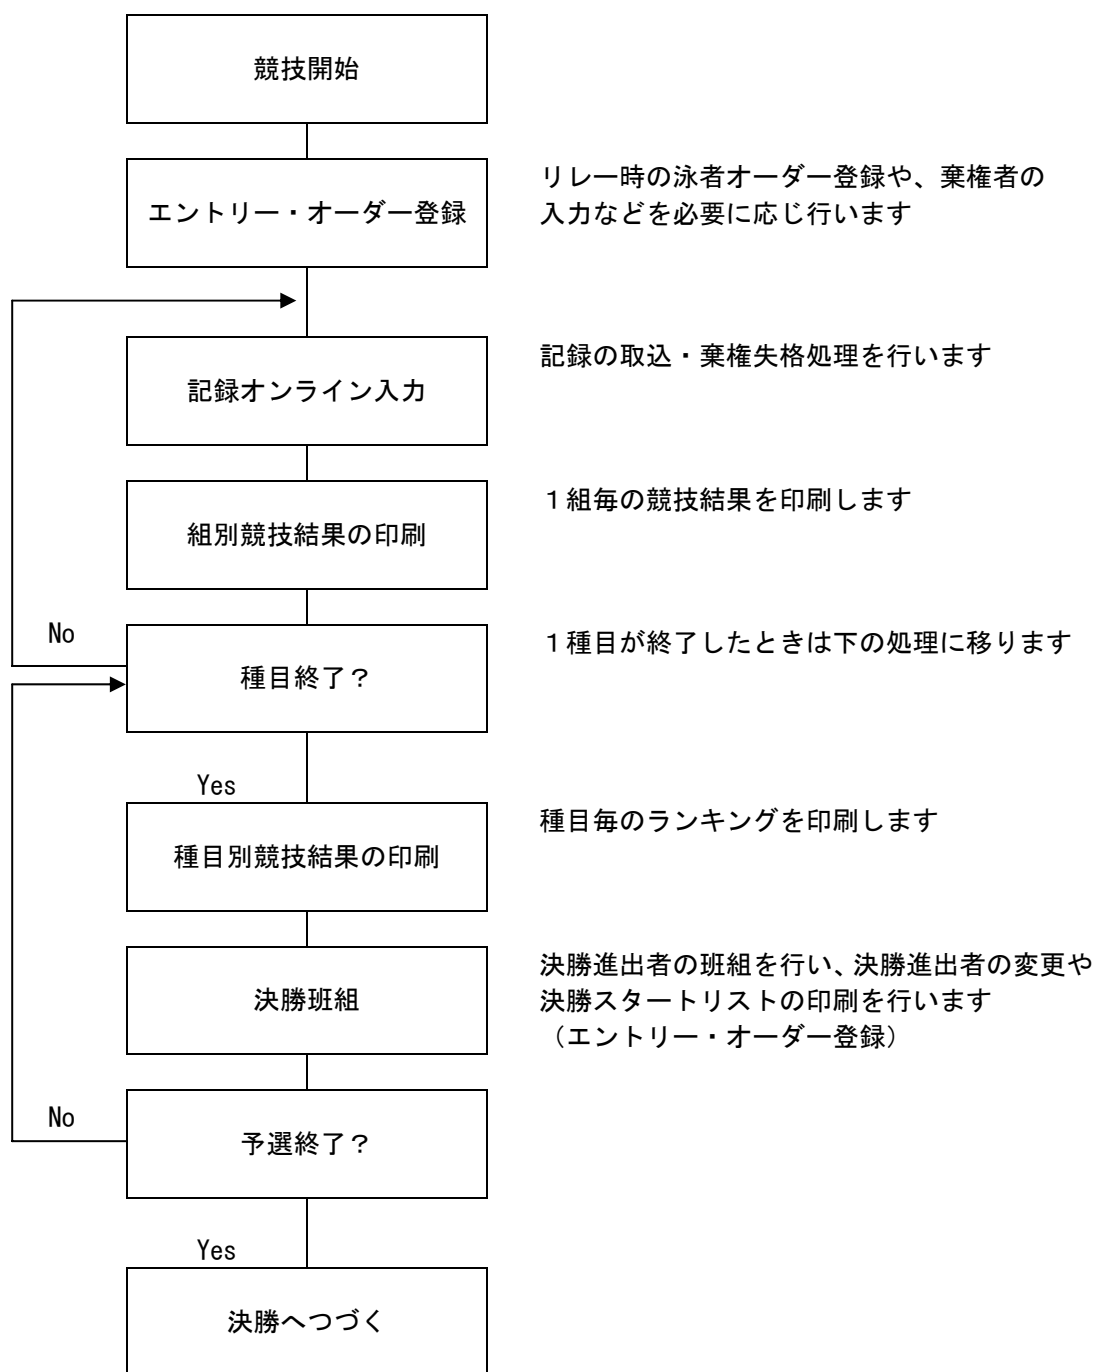 競技開始
エントリー・オーダー登録
リレー時の泳者オーダー登録や、棄権者の
入力などを必要に応じ行います
記録オンライン入力
記録の取込・棄権失格処理を行います
組別競技結果の印刷
１組毎の競技結果を印刷します
No
種目終了？
１種目が終了したときは下の処理に移ります
Yes
種目別競技結果の印刷
種目毎のランキングを印刷します
決勝班組
決勝進出者の班組を行い、決勝進出者の変更や
決勝スタートリストの印刷を行います
（エントリー・オーダー登録）
No
予選終了？
Yes
決勝へつづく